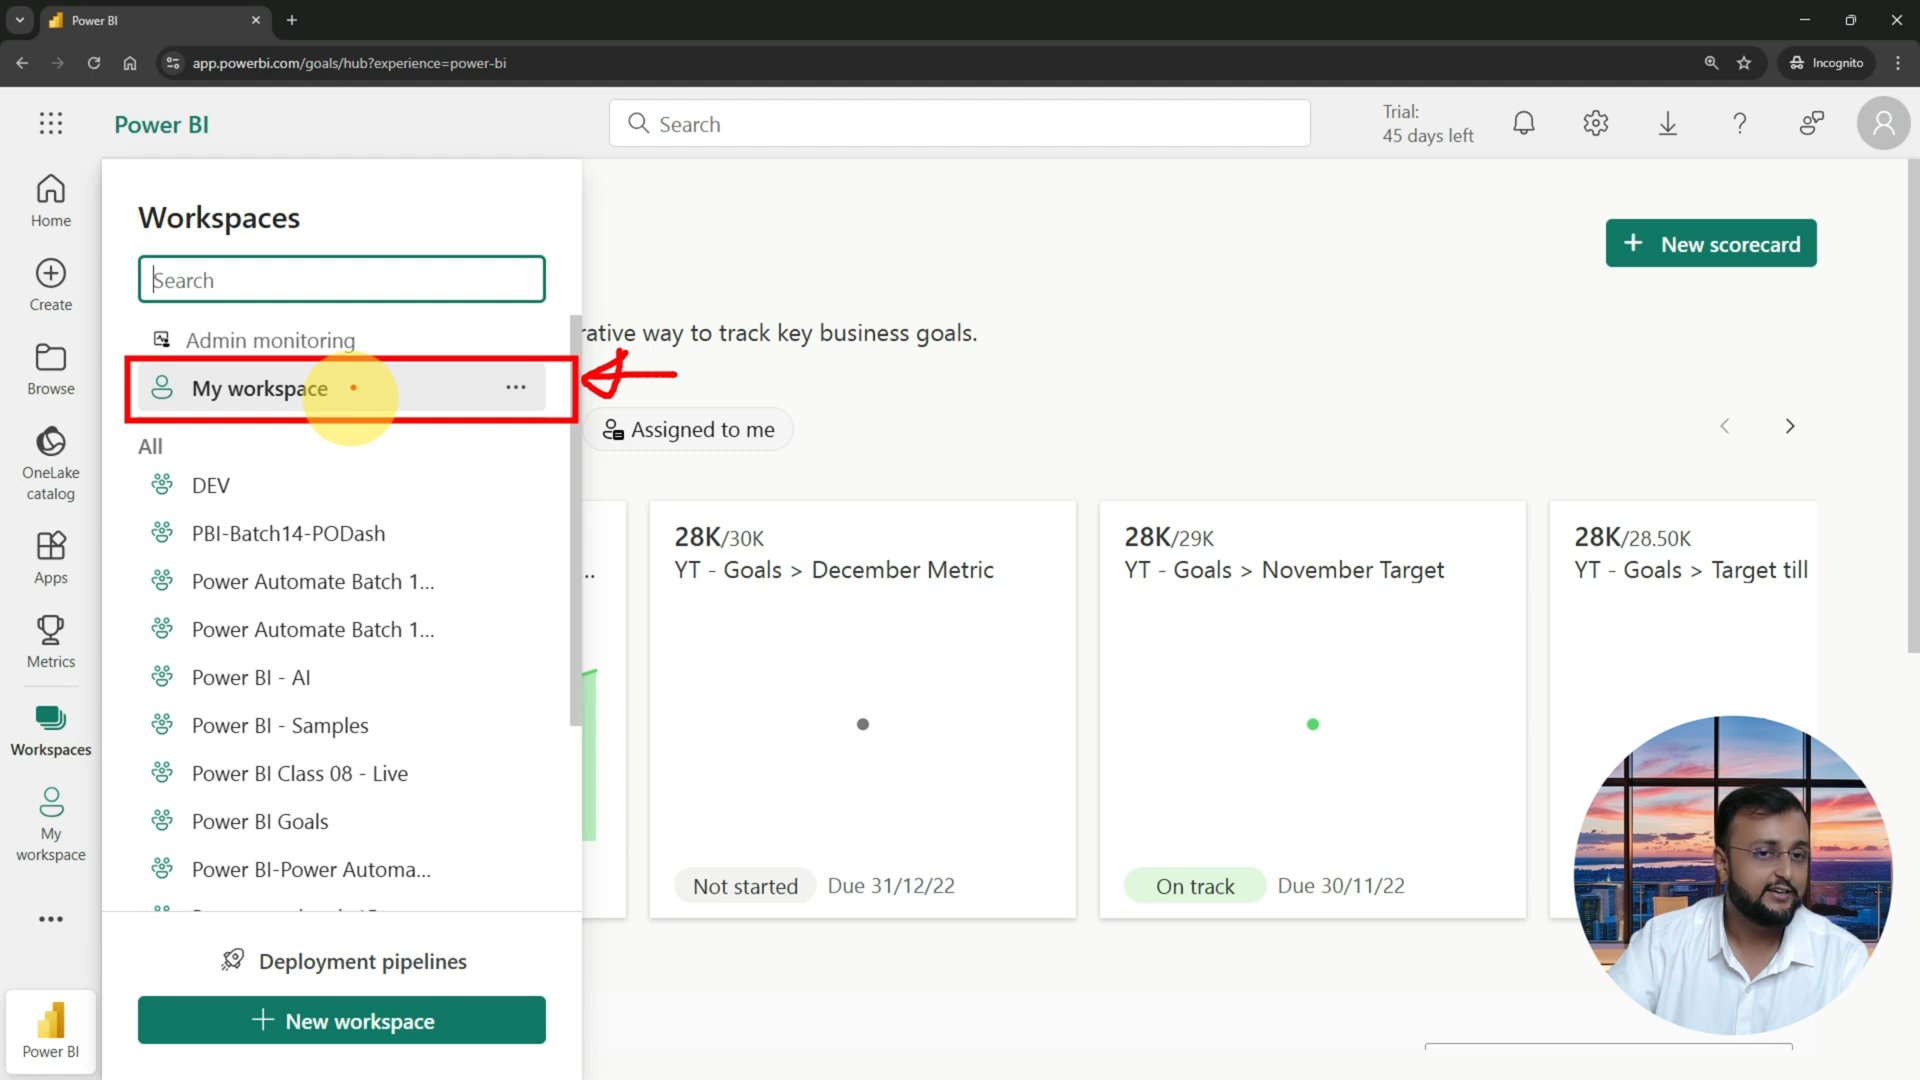 Power BI
app.powerbi.com/goals/hub?experience=power-bi
Incognito
Power BI
Search
Trial:
45 days left
Home
Create
Browse
OneLake
catalog
Apps
Metrics
Workspaces
My
workspace
Power BI
Workspaces
Search
Admin monitoring
My workspace
All
DEV
PBI-Batch14-PODash
Power Automate Batch 1...
Power Automate Batch 1...
Power BI - AI
Power BI - Samples
Power BI Class 08 - Live
Power BI Goals
Power BI-Power Automa...
Deployment pipelines
New workspace
New scorecard
rative way to track key business goals.
Assigned to me
..
28K/30K
YT - Goals > December Metric
Not started
Due 31/12/22
28K/29K
YT - Goals > November Target
On track
Due 30/11/22
28K/28.50K
YT - Goals > Target till